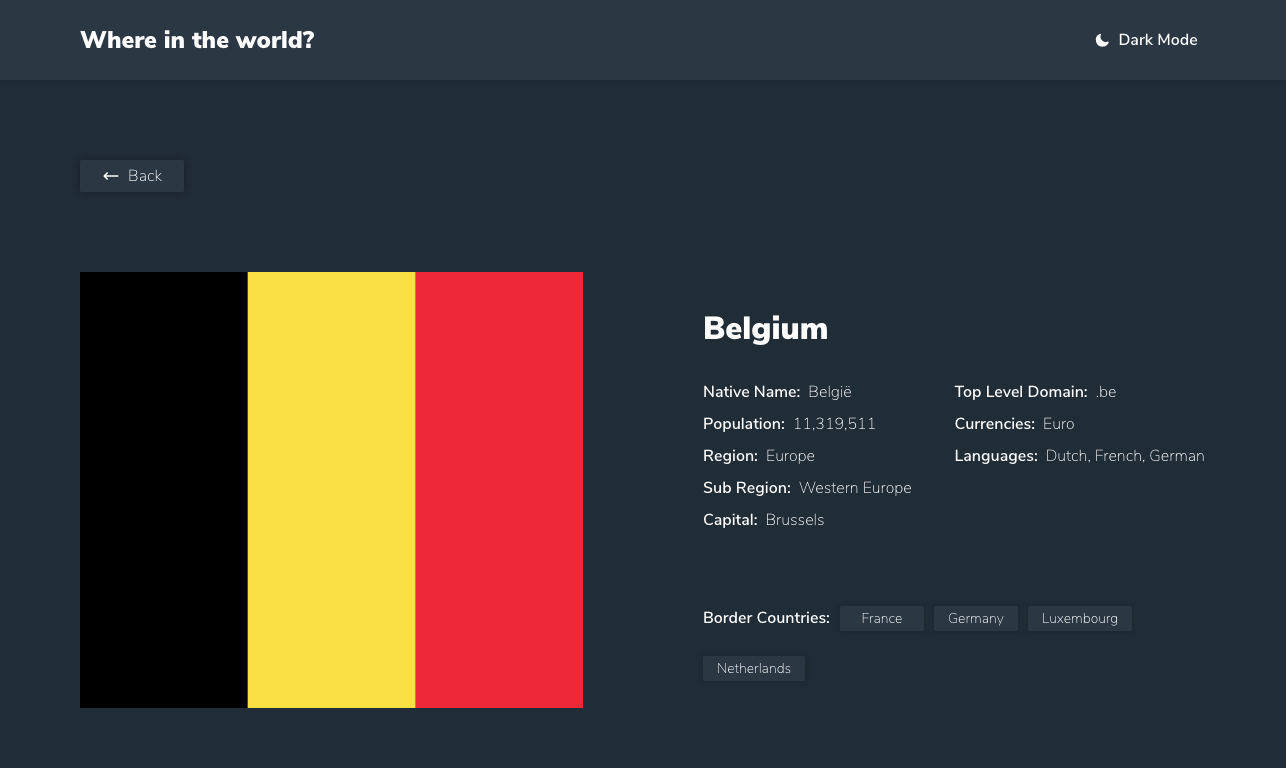 Where in the world?
Dark Mode
Back
Belgium
Native Name: België
Population: 11,319,511
Region: Europe
Sub Region: Western Europe
Capital: Brussels
Top Level Domain: .be
Currencies: Euro
Languages: Dutch, French, German
Border Countries: France Germany Luxembourg
Netherlands